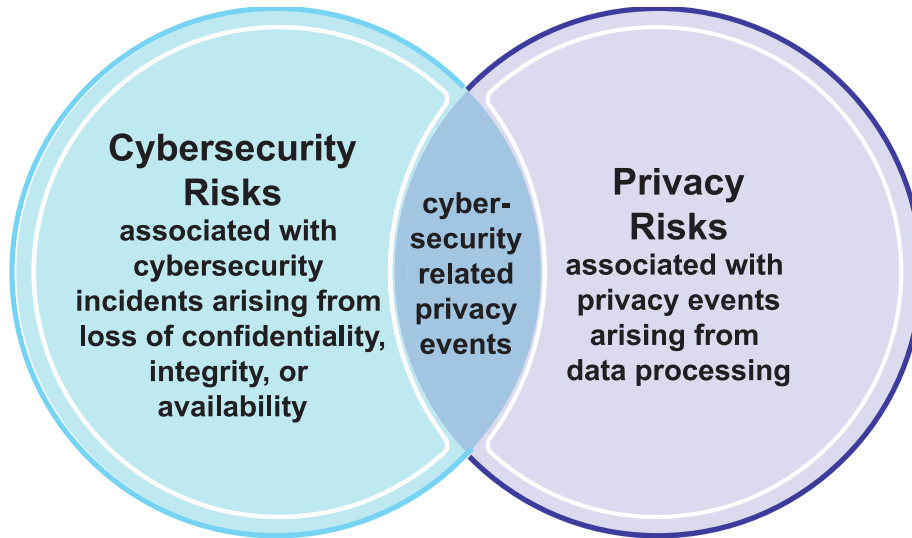 Cybersecurity
Risks
associated with
cybersecurity
incidents arising from
loss of confidentiality,
integrity, or
availability
cyber-
security
related
privacy
events
Privacy
Risks
associated with
privacy events
arising from
data processing